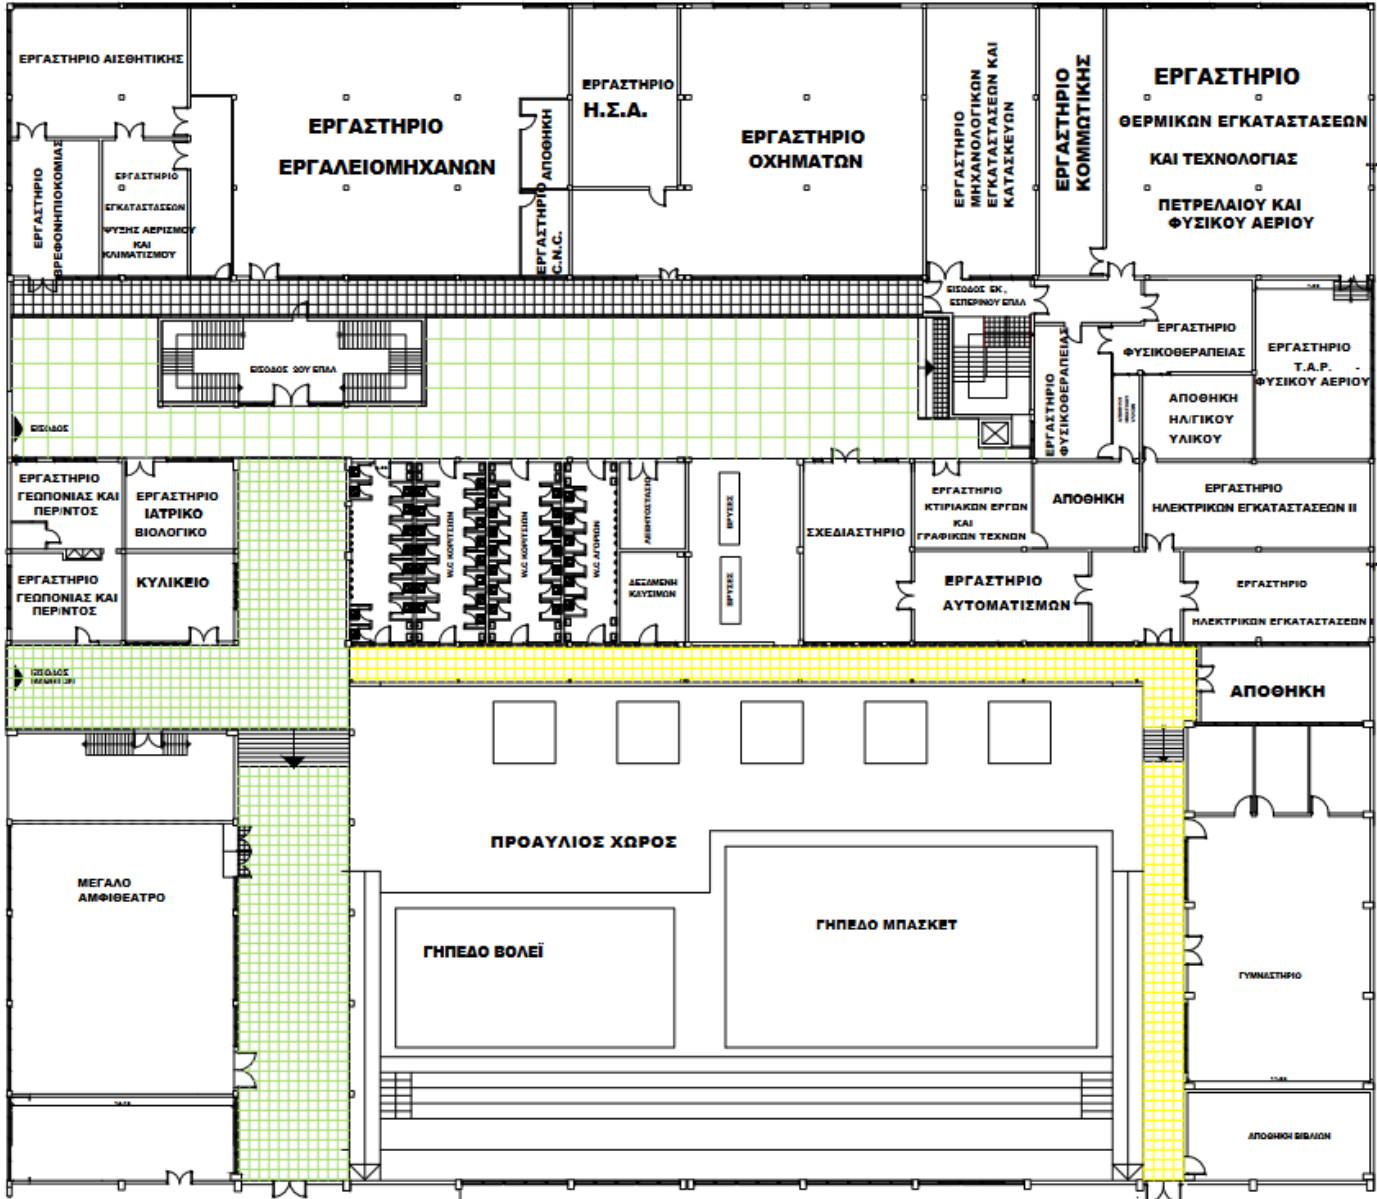 ΕΡΓΑΣΤΗΡΙΟ ΑΙΣΘΗΤΙΚΗΣ
ΕΡΓΑΣΤΗΡΙΟ
ΒΡΕΦΟΝΗΠΙΟΚΟΜΙΑΣ
ΕΡΓΑΣΤΗΡΙΟ
ΕΓΚΑΤΑΣΤΑΣΕΩΝ
ΨΥΞΗΣ ΑΕΡΙΣΜΟΥ
ΚΑΙ
ΚΛΙΜΑΤΙΣΜΟΥ
ΕΡΓΑΣΤΗΡΙΟ
ΕΡΓΑΛΕΙΟΜΗΧΑΝΩΝ
ΑΠΟΘΗΚΗ
ΕΡΓΑΣΤΗΡΙΟ
C.N.C.
ΕΡΓΑΣΤΗΡΙΟ
Η.Σ.Α.
ΕΡΓΑΣΤΗΡΙΟ
ΟΧΗΜΑΤΩΝ
ΕΡΓΑΣΤΗΡΙΟ
ΜΗΧΑΝΟΛΟΓΙΚΩΝ
ΕΓΚΑΤΑΣΤΑΣΕΩΝ ΚΑΙ
ΚΑΤΑΣΚΕΥΩΝ
ΕΡΓΑΣΤΗΡΙΟ
ΚΟΜΜΩΤΙΚΗΣ
ΕΡΓΑΣΤΗΡΙΟ
ΘΕΡΜΙΚΩΝ ΕΓΚΑΤΑΣΤΑΣΕΩΝ
ΚΑΙ ΤΕΧΝΟΛΟΓΙΑΣ
ΠΕΤΡΕΛΑΙΟΥ ΚΑΙ
ΦΥΣΙΚΟΥ ΑΕΡΙΟΥ
ΕΙΣΟΔΟΣ ΕΚ,
ΕΣΠΕΡΙΝΟΥ ΕΠΑΛ
ΕΙΣΟΔΟΣ 2ΟΥ ΕΠΑΛ
ΕΙΣΟΔΟΣ
ΕΡΓΑΣΤΗΡΙΟ
ΦΥΣΙΚΟΘΕΡΑΠΕΙΑΣ
ΕΡΓΑΣΤΗΡΙΟ
ΦΥΣΙΚΟΘΕΡΑΠΕΙΑΣ
ΑΠΟΘΗΚΗ
ΗΛ/ΓΙΚΟΥ
ΥΛΙΚΟΥ
ΕΡΓΑΣΤΗΡΙΟ
Τ.Α.Ρ. -
ΦΥΣΙΚΟΥ ΑΕΡΙΟΥ
ΕΡΓΑΣΤΗΡΙΟ
ΓΕΩΠΟΝΙΑΣ ΚΑΙ
ΠΕΡ/ΝΤΟΣ
ΕΡΓΑΣΤΗΡΙΟ
ΙΑΤΡΙΚΟ
ΒΙΟΛΟΓΙΚΟ
ΕΡΓΑΣΤΗΡΙΟ
ΓΕΩΠΟΝΙΑΣ ΚΑΙ
ΠΕΡ/ΝΤΟΣ
ΚΥΛΙΚΕΙΟ
W.C ΚΟΡΙΤΣΙΩΝ
W.C ΚΟΡΙΤΣΙΩΝ
W.C ΑΓΟΡΙΩΝ
ΛΕΒΗΤΟΣΤΑΣΙΟ
ΔΕΞΑΜΕΝΗ
ΚΑΥΣΙΜΩΝ
ΒΡΥΣΕΣ
ΒΡΥΣΕΣ
ΣΧΕΔΙΑΣΤΗΡΙΟ
ΕΡΓΑΣΤΗΡΙΟ
ΚΤΙΡΙΑΚΩΝ ΕΡΓΩΝ
ΚΑΙ
ΓΡΑΦΙΚΩΝ ΤΕΧΝΩΝ
ΑΠΟΘΗΚΗ
ΕΡΓΑΣΤΗΡΙΟ
ΗΛΕΚΤΡΙΚΩΝ ΕΓΚΑΤΑΣΤΑΣΕΩΝ ΙΙ
ΕΡΓΑΣΤΗΡΙΟ
ΑΥΤΟΜΑΤΙΣΜΩΝ
ΕΡΓΑΣΤΗΡΙΟ
ΗΛΕΚΤΡΙΚΩΝ ΕΓΚΑΤΑΣΤΑΣΕΩΝ Ι
ΕΙΣΟΔΟΣ
ΑΠΟΘΗΚΗ
ΜΕΓΑΛΟ
ΑΜΦΙΘΕΑΤΡΟ
ΠΡΟΑΥΛΙΟΣ ΧΩΡΟΣ
ΓΗΠΕΔΟ ΒΟΛΕΪ
ΓΗΠΕΔΟ ΜΠΑΣΚΕΤ
ΓΥΜΝΑΣΤΗΡΙΟ
ΑΠΟΘΗΚΗ ΒΙΒΛΙΩΝ